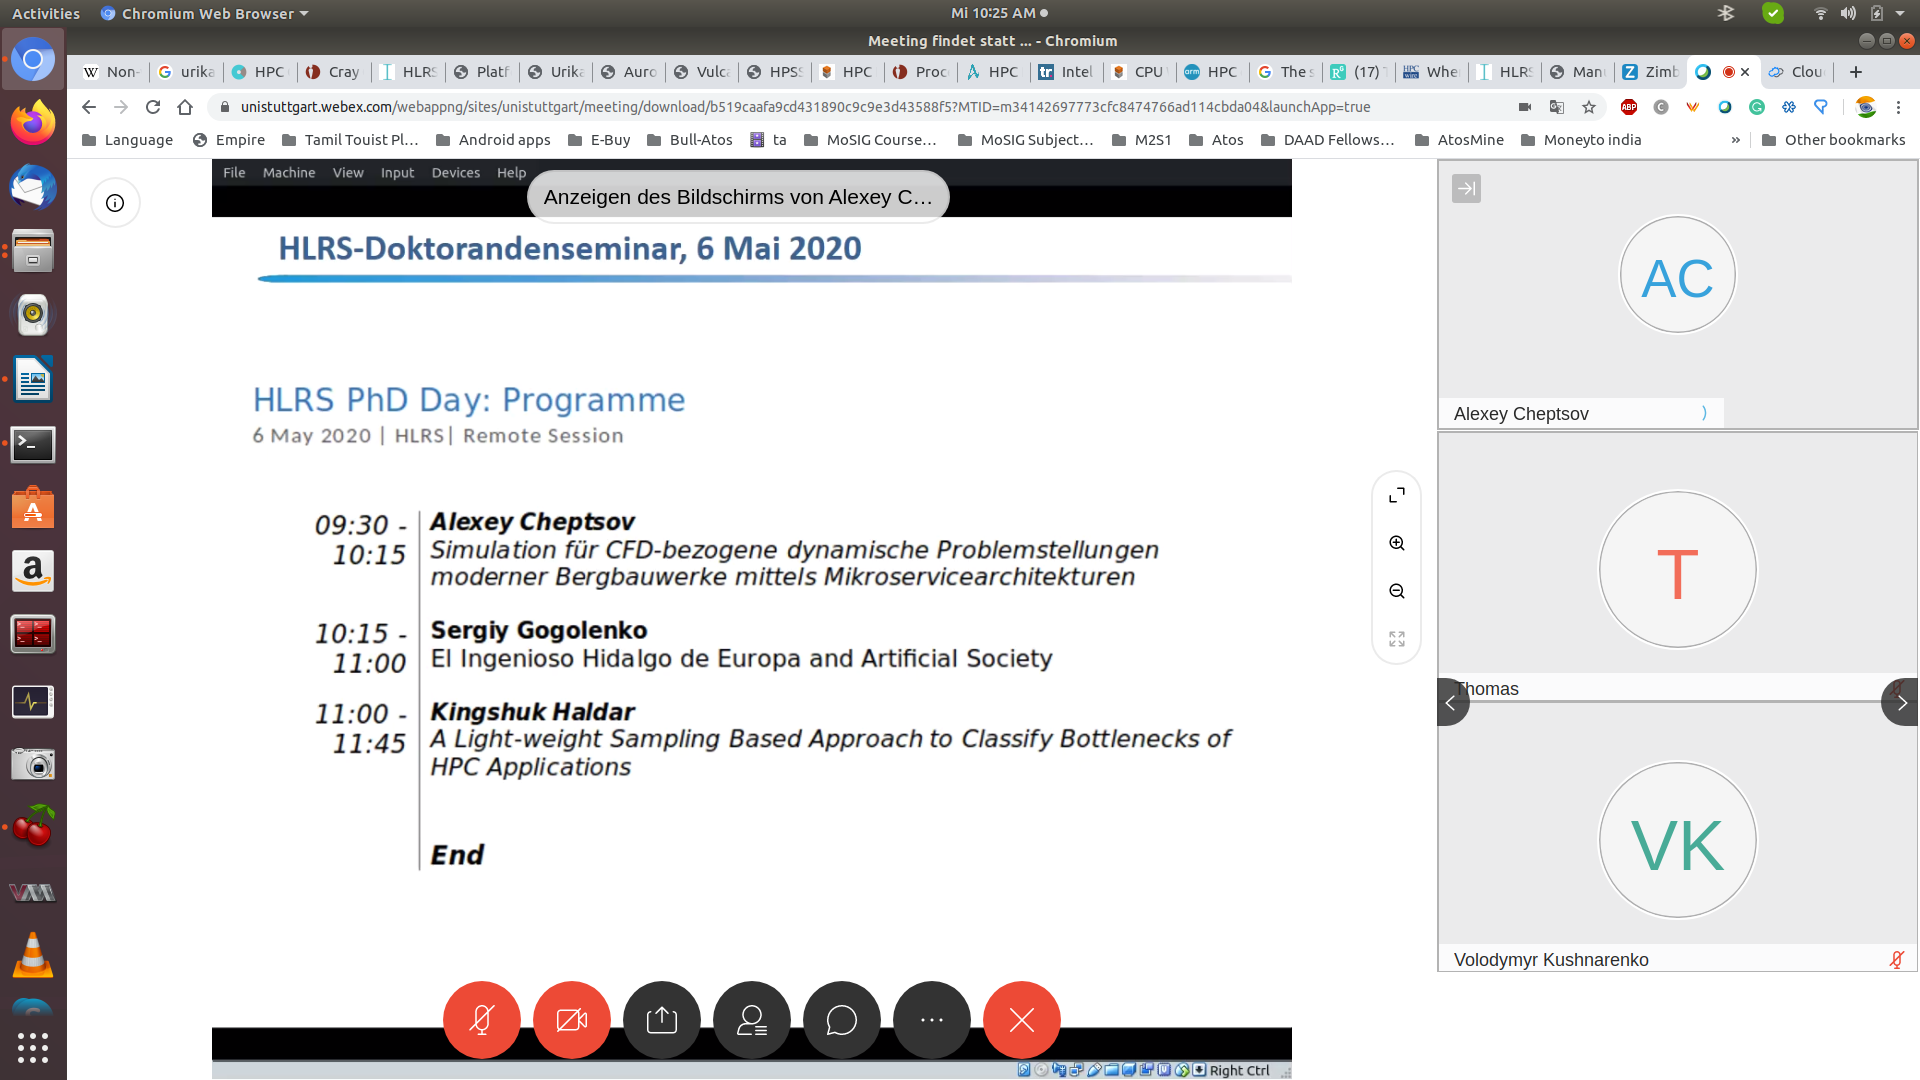 Activities
Chromium Web Browser
Mi 10:25 AM
Meeting findet statt ... - Chromium
Non-
urika
HPC
Cray
HLRS
Platf
Urika
Auro
Vulca
HPSS
HPC
Proc
HPC
Intel
CPU
HPC
The s
(17)
Whe
HLRS
Manu
Zimb
Clou
unistuttgart.webex.com/webappng/sites/unistuttgart/meeting/download/b519caafa9cd431890c9c9e3d43588f5?MTID=m34142697773cfc8474766ad114cbda04&launchApp=true
Language
Empire
Tamil Touist Pl...
Android apps
E-Buy
Bull-Atos
ta
MoSIG Course...
MoSIG Subject...
M2S1
Atos
DAAD Fellows...
AtosMine
Moneyto india
»
Other bookmarks
File Machine View Input Devices Help
Anzeigen des Bildschirms von Alexey C...
HLRS-Doktorandenseminar, 6 Mai 2020
HLRS PhD Day: Programme
6 May 2020 | HLRS| Remote Session
09:30 -
10:15
Alexey Cheptsov
Simulation für CFD-bezogene dynamische Problemstellungen
moderner Bergbauwerke mittels Mikroservicearchitekturen
10:15 -
11:00
Sergiy Gogolenko
El Ingenioso Hidalgo de Europa and Artificial Society
11:00 -
11:45
Kingshuk Haldar
A Light-weight Sampling Based Approach to Classify Bottlenecks of
HPC Applications
End
AC
Alexey Cheptsov
T
Thomas
VK
Volodymyr Kushnarenko
Right Ctrl